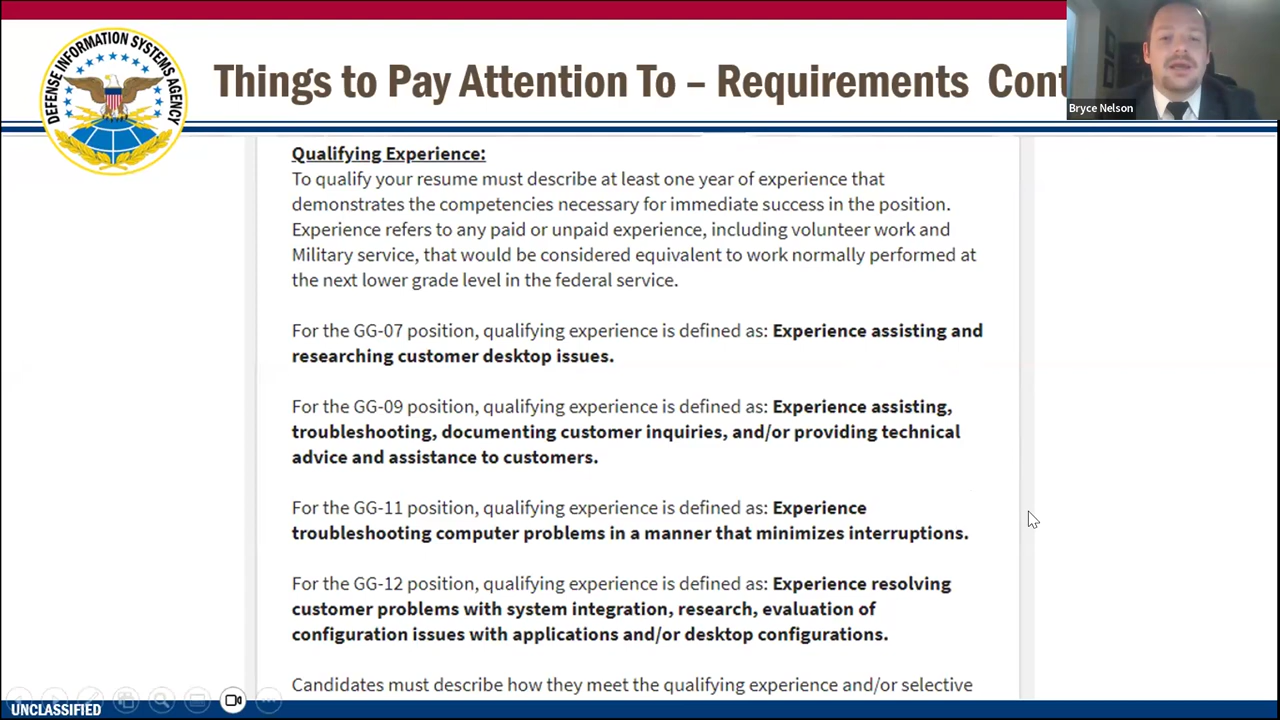 DEFENSE INFORMATION SYSTEMS AGENCY
Things to Pay Attention To – Requirements Cont
Bryce Nelson
Qualifying Experience:
To qualify your resume must describe at least one year of experience that
demonstrates the competencies necessary for immediate success in the position.
Experience refers to any paid or unpaid experience, including volunteer work and
Military service, that would be considered equivalent to work normally performed at
the next lower grade level in the federal service.
For the GG-07 position, qualifying experience is defined as: Experience assisting and
researching customer desktop issues.
For the GG-09 position, qualifying experience is defined as: Experience assisting,
troubleshooting, documenting customer inquiries, and/or providing technical
advice and assistance to customers.
For the GG-11 position, qualifying experience is defined as: Experience
troubleshooting computer problems in a manner that minimizes interruptions.
For the GG-12 position, qualifying experience is defined as: Experience resolving
customer problems with system integration, research, evaluation of
configuration issues with applications and/or desktop configurations.
Candidates must describe how they meet the qualifying experience and/or selective
UNCLASSIFIED